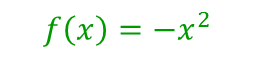 f(x) = −x²